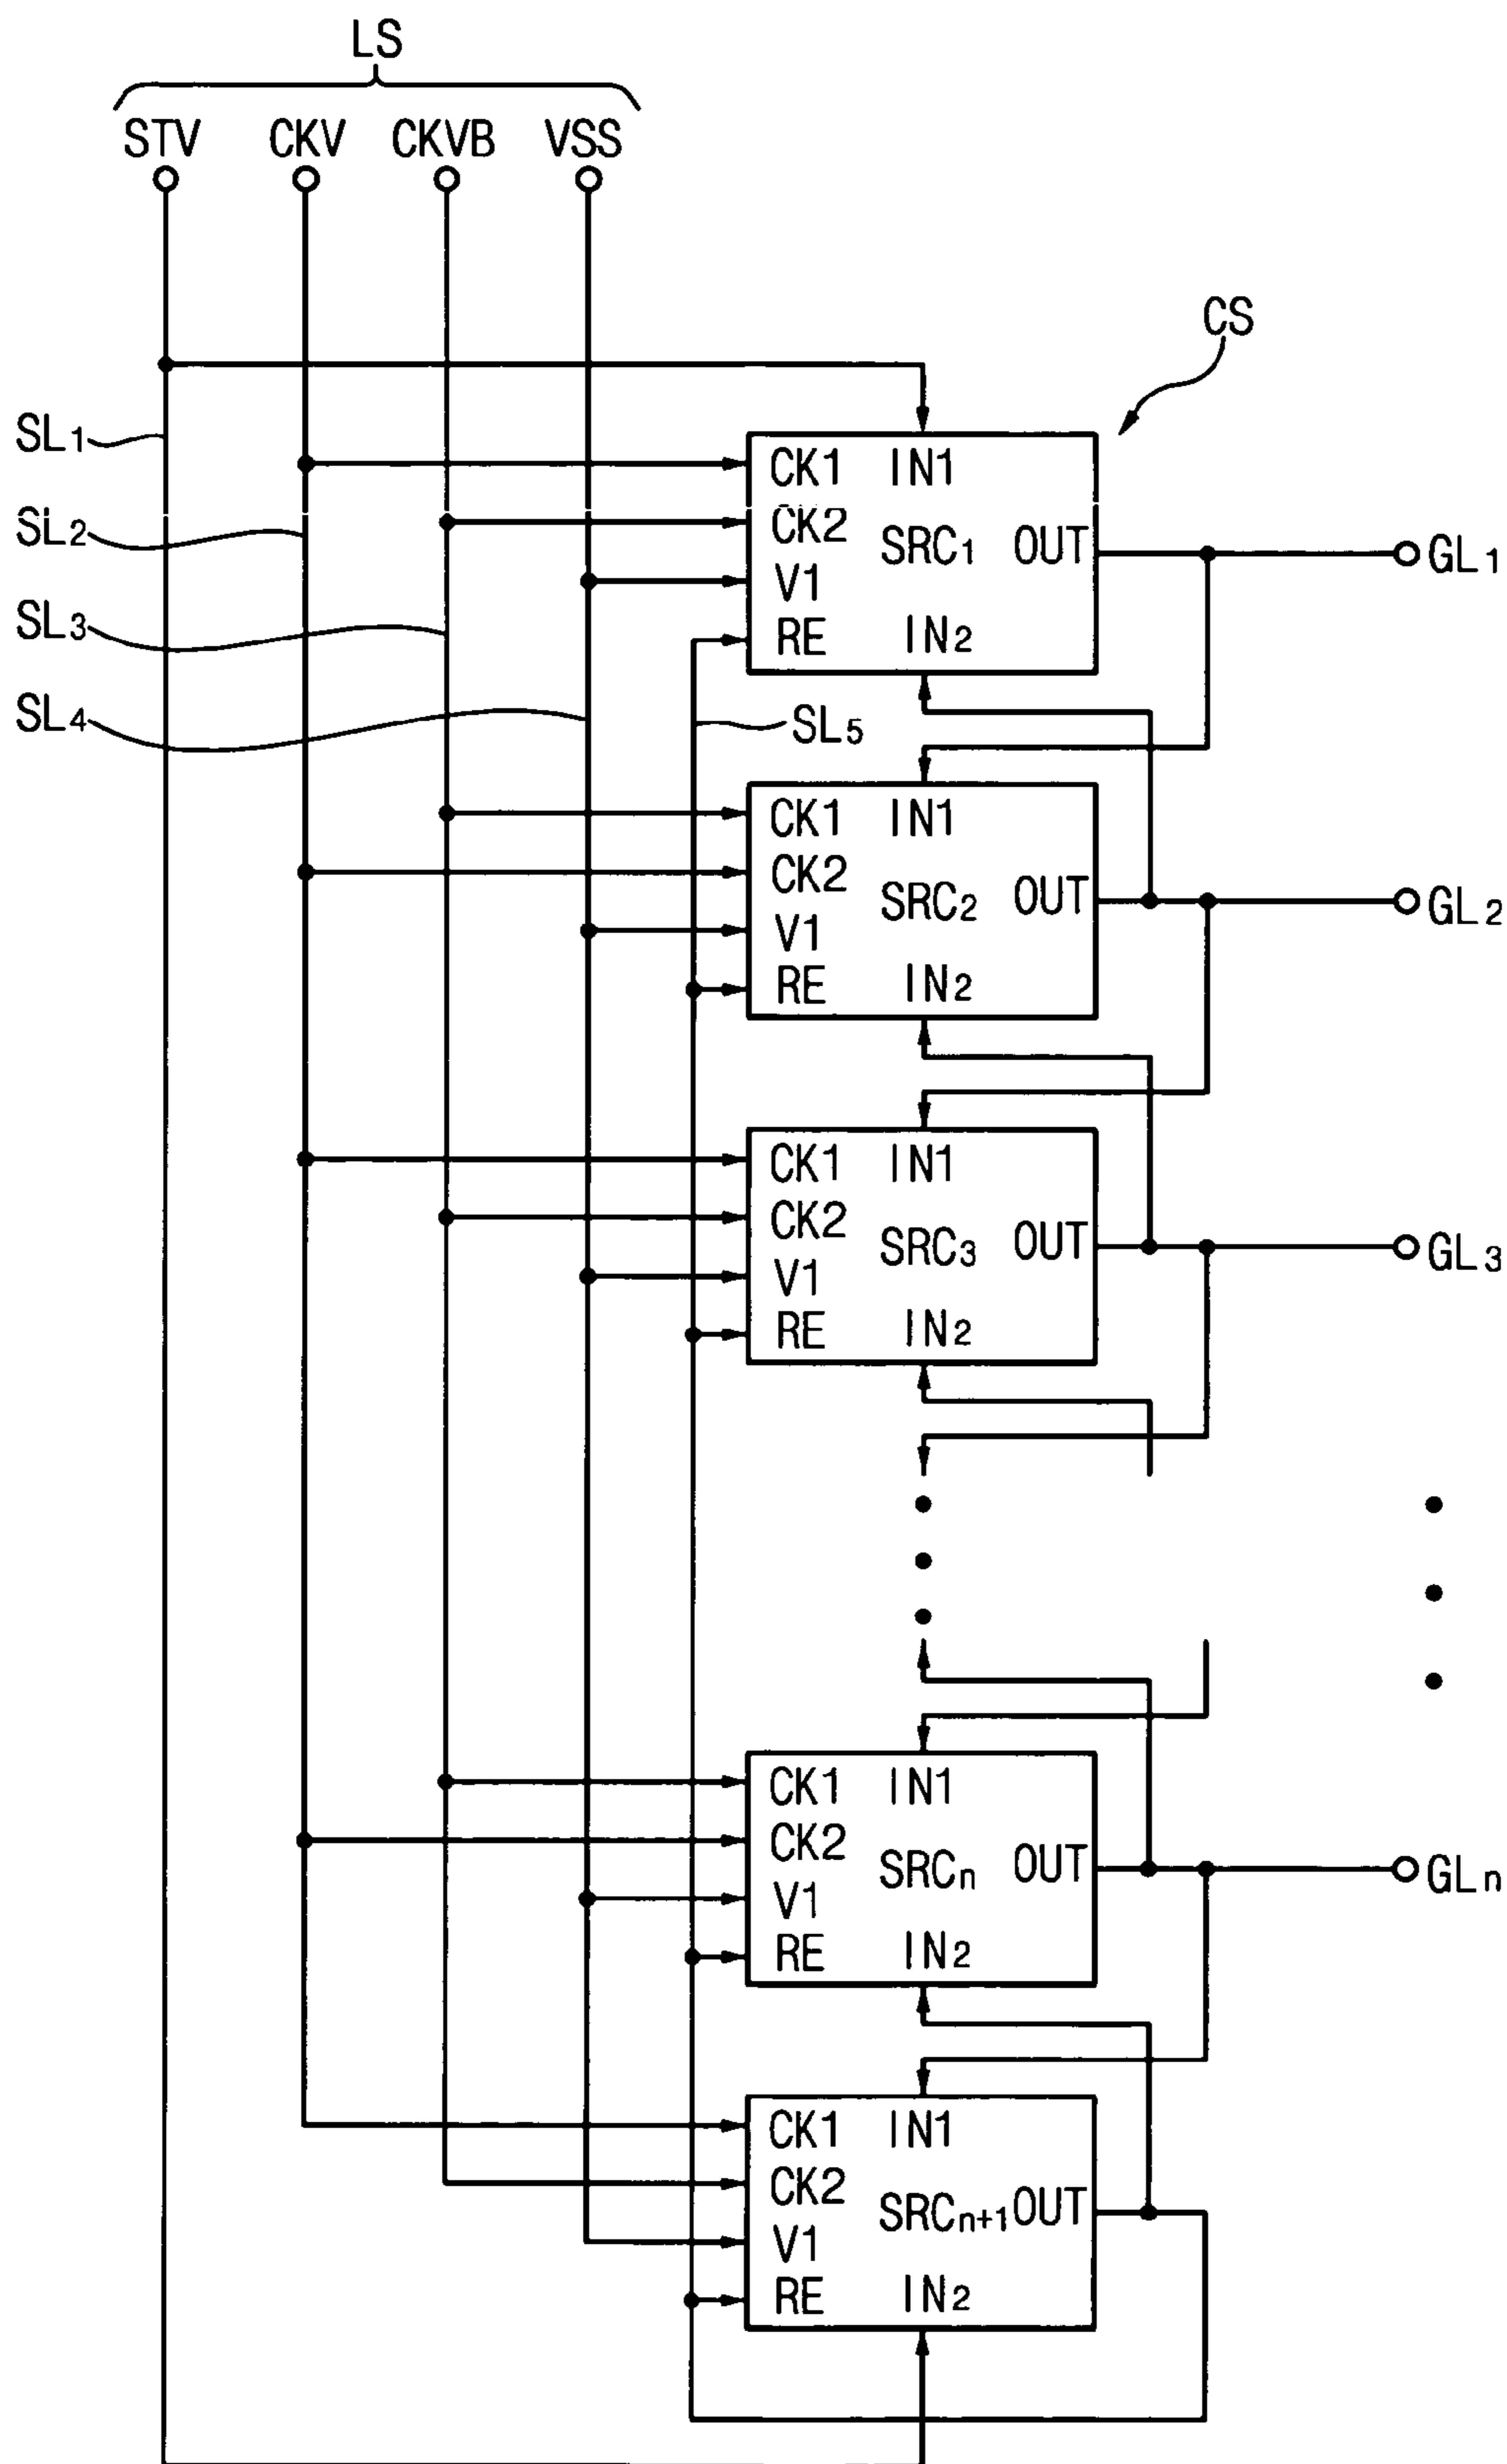 LS
STV CKV CKVB VSS
CS
SL1
CK1 IN1
SL2
CK2
SRC1 OUT
GL1
V1
SL3
RE IN2
SL4
SL5
CK1 IN1
CK2
SRC2 OUT
GL2
V1
RE IN2
CK1 IN1
CK2
SRC3 OUT
GL3
V1
RE IN2
CK1 IN1
CK2
SRCn OUT
GLn
V1
RE IN2
CK1 IN1
CK2
SRCn+1 OUT
V1
RE IN2